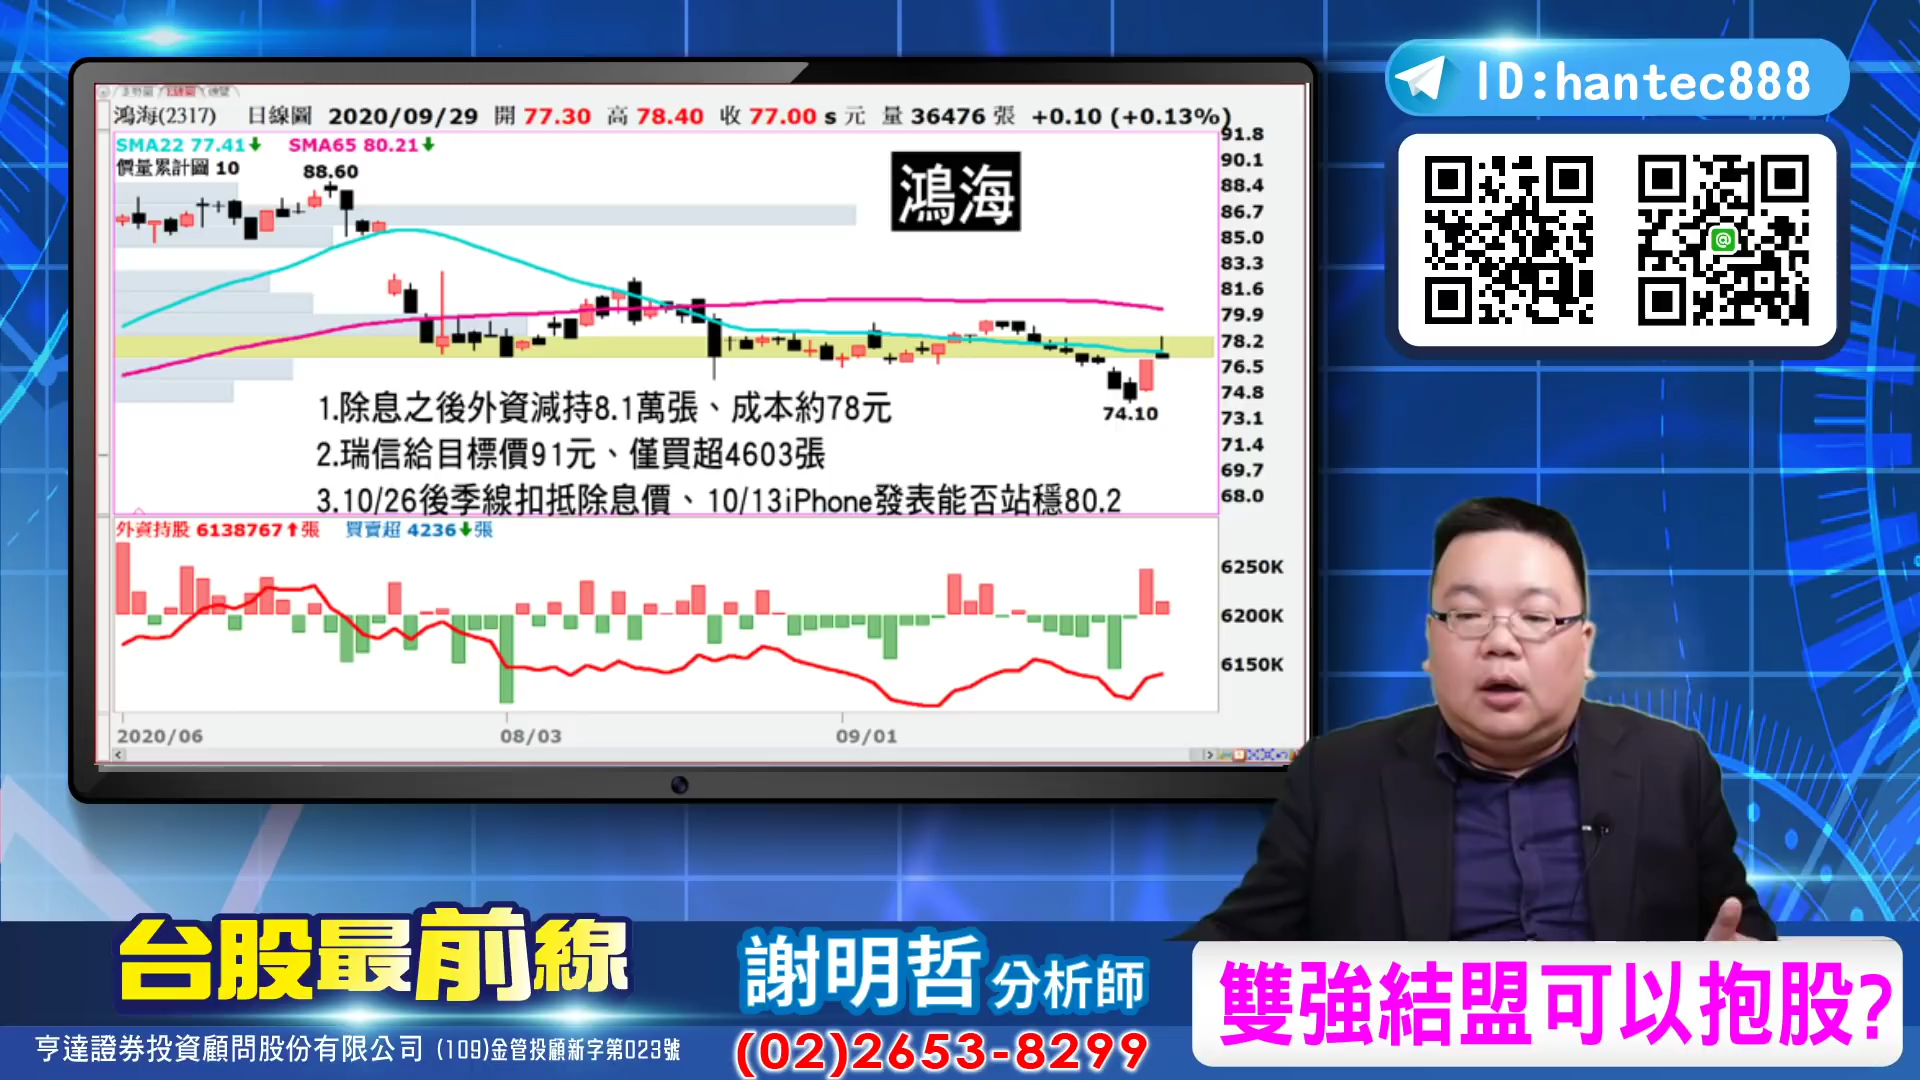 ID:hantec888
鴻海(2317) 日線圖 2020/09/29 開 77.30 高 78.40 收 77.00 s 元 量 36476 張 +0.10 (+0.13%)
SMA22 77.41↓ SMA65 80.21↓
價量累計圖 10
88.60
鴻海
91.8
90.1
88.4
86.7
85.0
83.3
81.6
79.9
78.2
76.5
74.8
73.1
71.4
69.7
68.0
74.10
1.除息之後外資減持8.1萬張、成本約78元
2.瑞信給目標價91元、僅買超4603張
3.10/26後季線扣抵除息價、10/13iPhone發表能否站穩80.2
外資持股 6138767↑張 買賣超 4236↓張
6250K
6200K
6150K
2020/06 08/03 09/01
台股最前線
謝明哲 分析師
雙強結盟可以抱股?
亨達證券投資顧問股份有限公司 (109)金管投顧新字第023號
(02)2653-8299